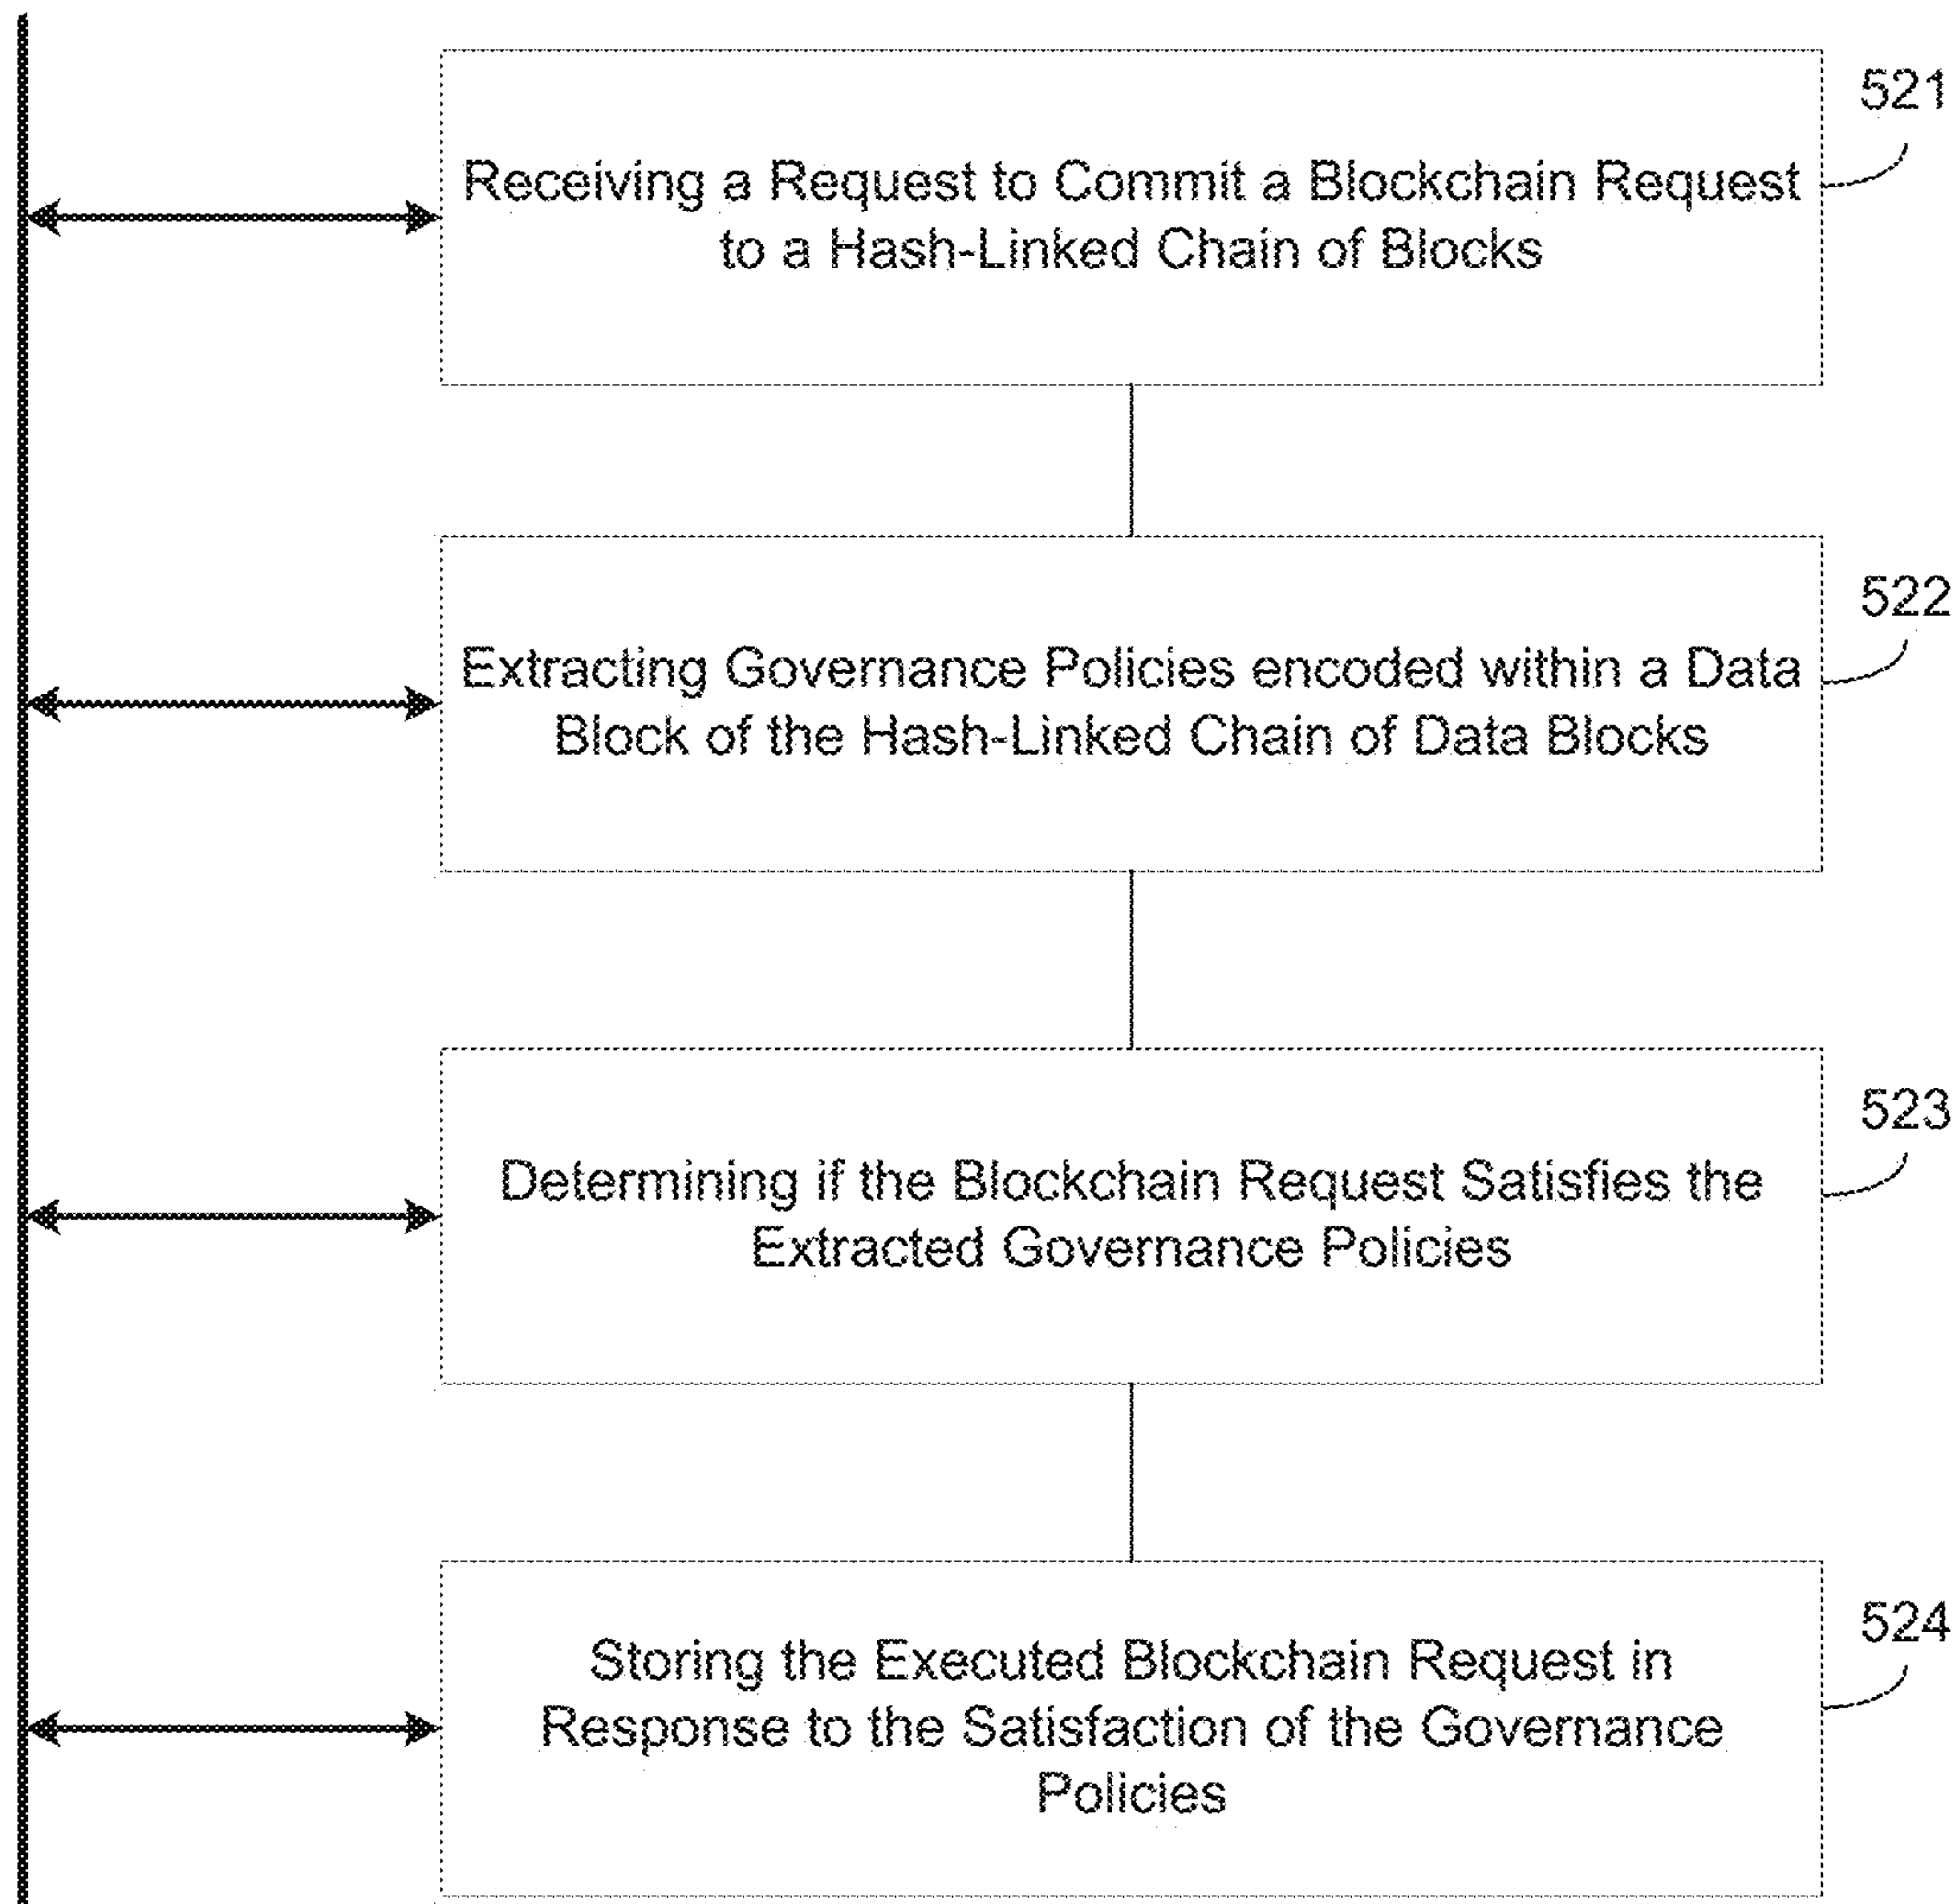 521
Receiving a Request to Commit a Blockchain Request
to a Hash-Linked Chain of Blocks
522
Extracting Governance Policies encoded within a Data
Block of the Hash-Linked Chain of Data Blocks
523
Determining if the Blockchain Request Satisfies the
Extracted Governance Policies
524
Storing the Executed Blockchain Request in
Response to the Satisfaction of the Governance
Policies